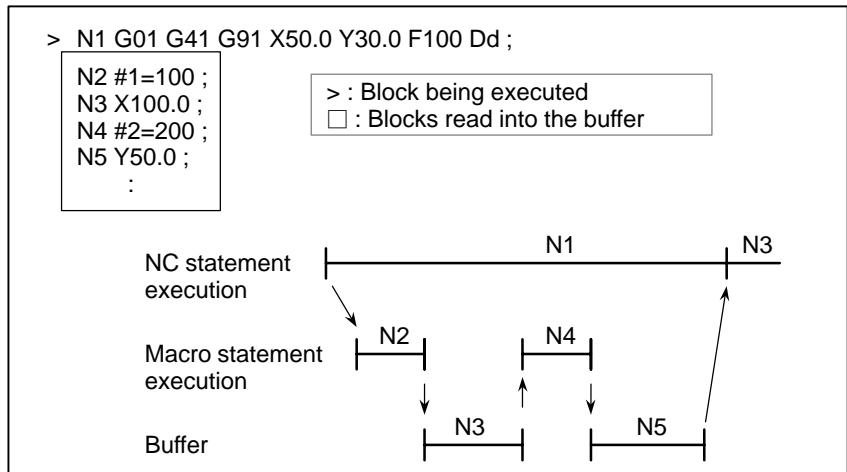 > N1 G01 G41 G91 X50.0 Y30.0 F100 Dd ;
N2 #1=100 ;
N3 X100.0 ;
N4 #2=200 ;
N5 Y50.0 ;
:
> : Block being executed
□ : Blocks read into the buffer
N1
N3
NC statement
execution
N2
N4
Macro statement
execution
N3
N5
Buffer